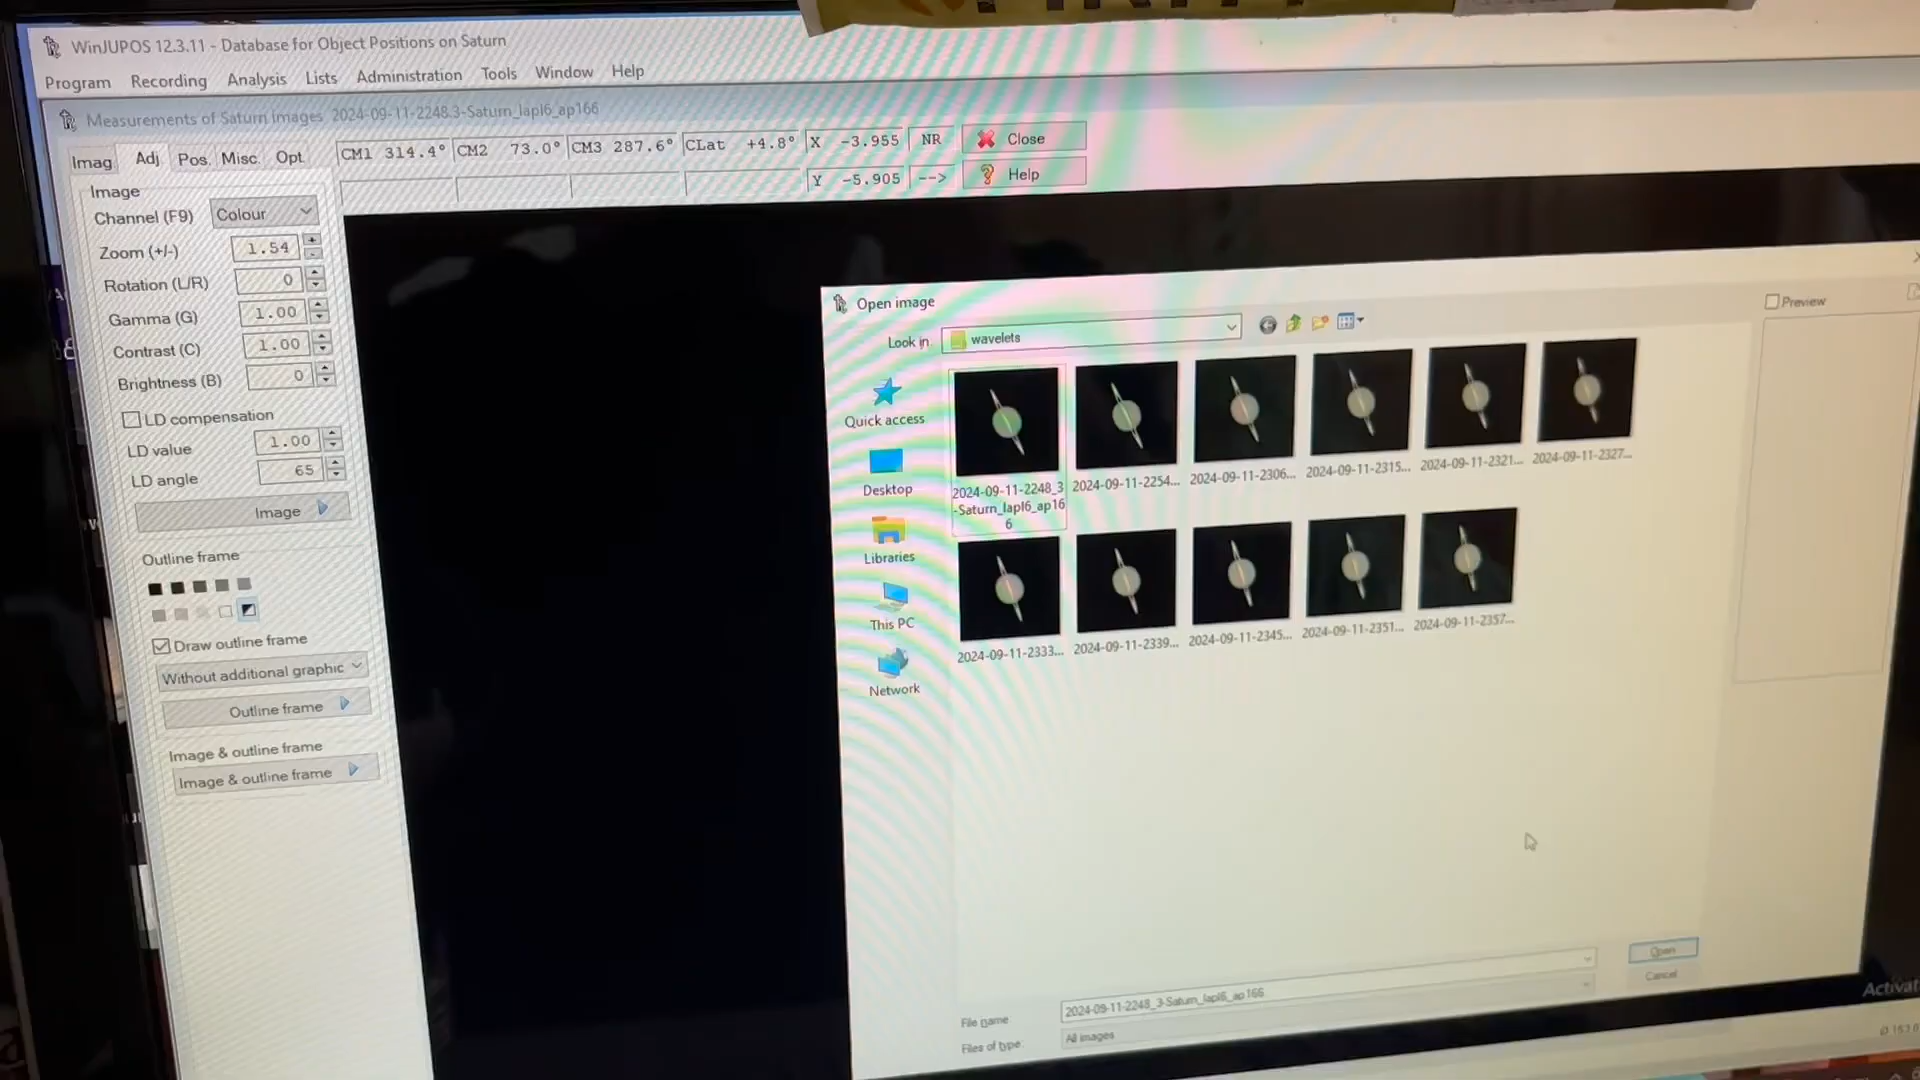 WinJUPOS 12.3.11 - Database for Object Positions on Saturn
Program Recording Analysis Lists Administration Tools Window Help
Measurements of Saturn images 2024-09-11-2248.3-Saturn_lapl6_ap166
Imag Adj Pos. Misc. Opt.
CM1 314.4° CM2 73.0° CM3 287.6° CLat +4.8° X -3.955 NR Close
Y -5.905 --> Help
Image
Channel (F9) Colour
Zoom (+/-) 1.54
Rotation (L/R) 0
Gamma (G) 1.00
Contrast (C) 1.00
Brightness (B) 0
LD compensation
LD value 1.00
LD angle 65
Image
Outline frame
Draw outline frame
Without additional graphic
Outline frame
Image & outline frame
Image & outline frame
Open image
Preview
Look in: wavelets
Quick access
Desktop
Libraries
This PC
Network
2024-09-11-2248_3
-Saturn_lapl6_ap16
6
2024-09-11-2254...
2024-09-11-2306...
2024-09-11-2315...
2024-09-11-2321...
2024-09-11-2327...
2024-09-11-2333...
2024-09-11-2339...
2024-09-11-2345...
2024-09-11-2351...
2024-09-11-2357...
File name 2024-09-11-2248_3-Saturn_lapl6_ap166
Open
Files of type All images
Cancel
Activat